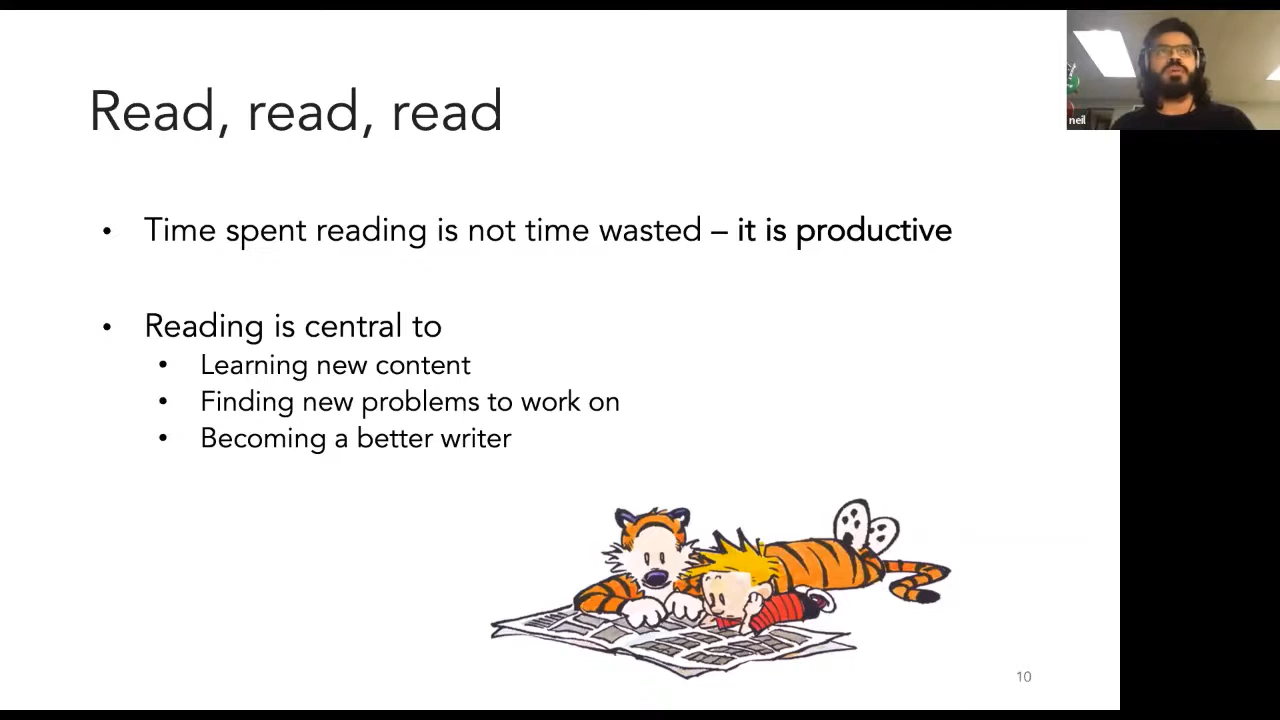 Read, read, read
neil
• Time spent reading is not time wasted – it is productive
• Reading is central to
• Learning new content
• Finding new problems to work on
• Becoming a better writer
10